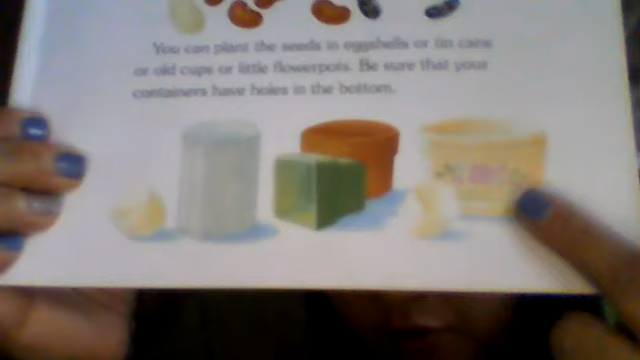 You can plant the seeds in eggshells or tin cans
or old cups or little flowerpots. Be sure that your
containers have holes in the bottom.